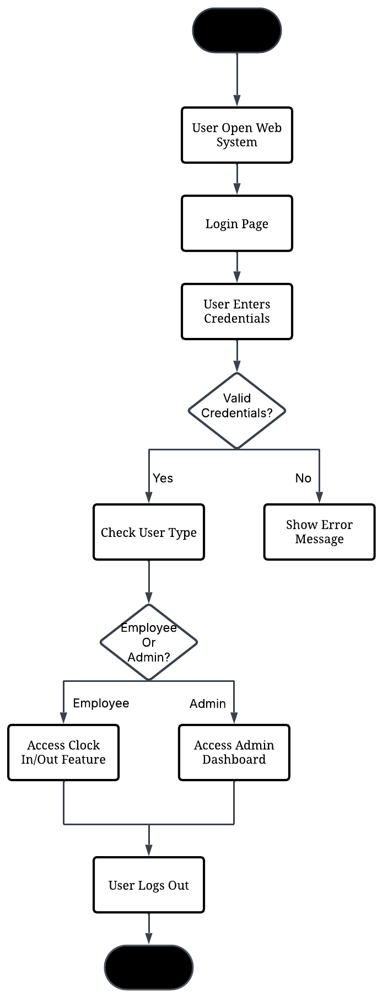 User Open Web
System
Login Page
User Enters
Credentials
Valid
Credentials?
Yes
No
Check User Type
Show Error
Message
Employee
Or
Admin?
Employee
Admin
Access Clock
In/Out Feature
Access Admin
Dashboard
User Logs Out